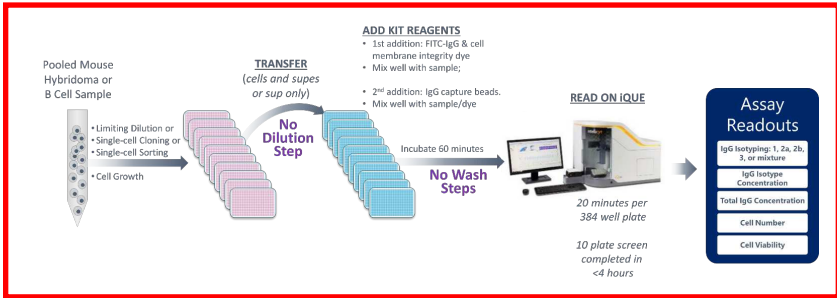 Pooled Mouse
Hybridoma or
B Cell Sample
• Limiting Dilution or
• Single-cell Cloning or
• Single-cell Sorting
• Cell Growth
TRANSFER
(cells and supes
or sup only)
No
Dilution
Step
ADD KIT REAGENTS
• 1st addition: FITC-IgG & cell
membrane integrity dye
• Mix well with sample;
• 2nd addition: IgG capture beads.
• Mix well with sample/dye
Incubate 60 minutes
No Wash
Steps
READ ON iQUE
20 minutes per
384 well plate
10 plate screen
completed in
<4 hours
Assay
Readouts
IgG Isotyping: 1, 2a, 2b,
3, or mixture
IgG Isotype
Concentration
Total IgG Concentration
Cell Number
Cell Viability